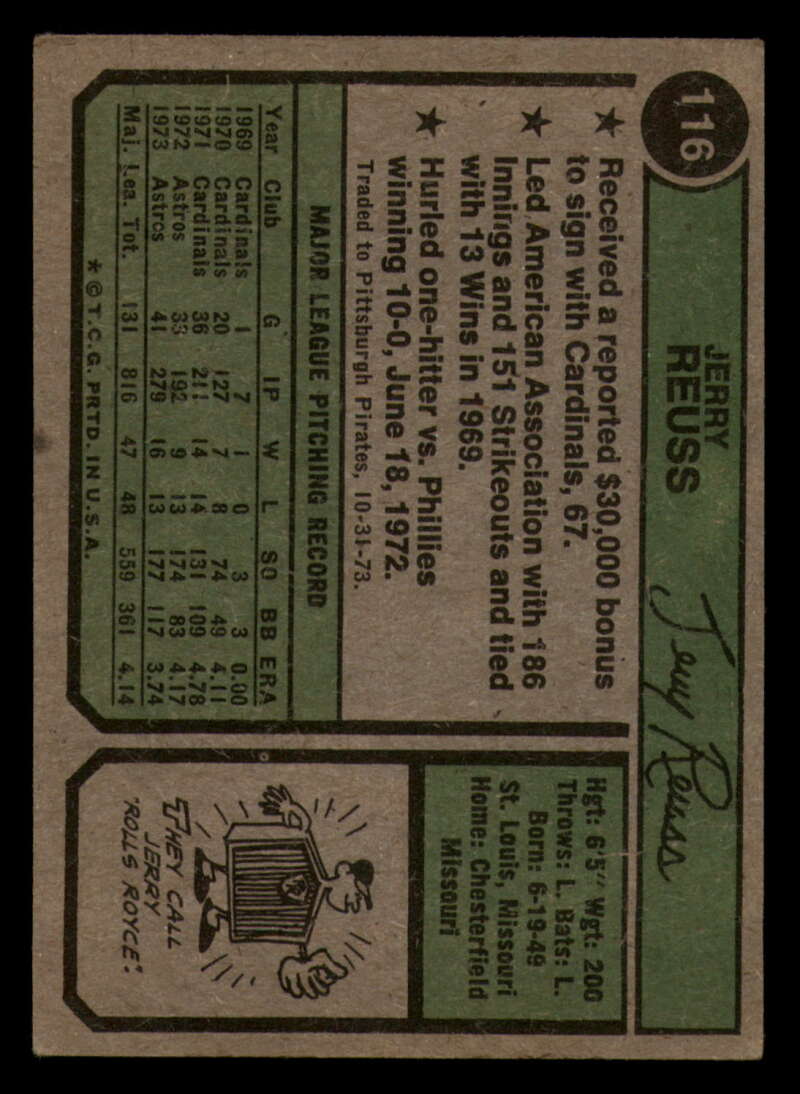 116
JERRY
REUSS
Jerry Reuss
★ Received a reported $30,000 bonus
to sign with Cardinals, 67.
★ Led American Association with 186
Innings and 151 Strikeouts and tied
with 13 Wins in 1969.
★ Hurled one-hitter vs. Phillies
winning 10-0, June 18, 1972.
Traded to Pittsburgh Pirates, 10-31-73.
MAJOR LEAGUE PITCHING RECORD
Year Club G IP W L SO BB ERA
1969 Cardinals 1 7 1 0 3 3 0.00
1970 Cardinals 20 127 7 8 74 49 4.11
1971 Cardinals 36 211 14 14 131 109 4.78
1972 Astros 33 192 9 13 174 83 4.17
1973 Astros 41 279 16 13 177 117 3.74
Maj. Lea. Tot. 131 816 47 48 559 361 4.14
* © T.C.G. PRTD. IN U.S.A.
Hgt: 6'5" Wgt: 200
Throws: L. Bats: L.
Born: 6-19-49
St. Louis, Missouri
Home: Chesterfield
Missouri
THEY CALL
JERRY
"ROLLS ROYCE".